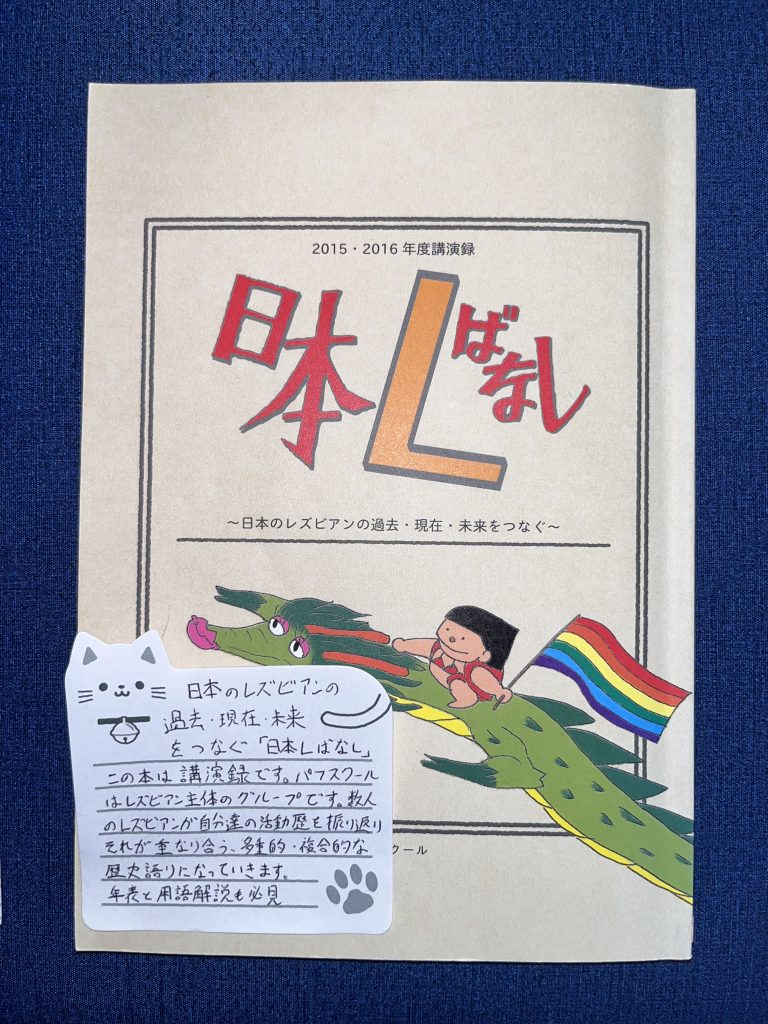 2015・2016 年度講演録
日本Lばなし
～日本のレズビアンの過去・現在・未来をつなぐ～
日本のレズビアンの
過去・現在・未来
をつなぐ「日本Lばなし」
この本は講演録です。パフスクール
はレズビアン主体のグループです。数人
のレズビアンが自分達の活動歴を振り返り
それが重なり合う、多重的・複合的な
歴史語りになっていきます。
年表と用語解説も必見
クール